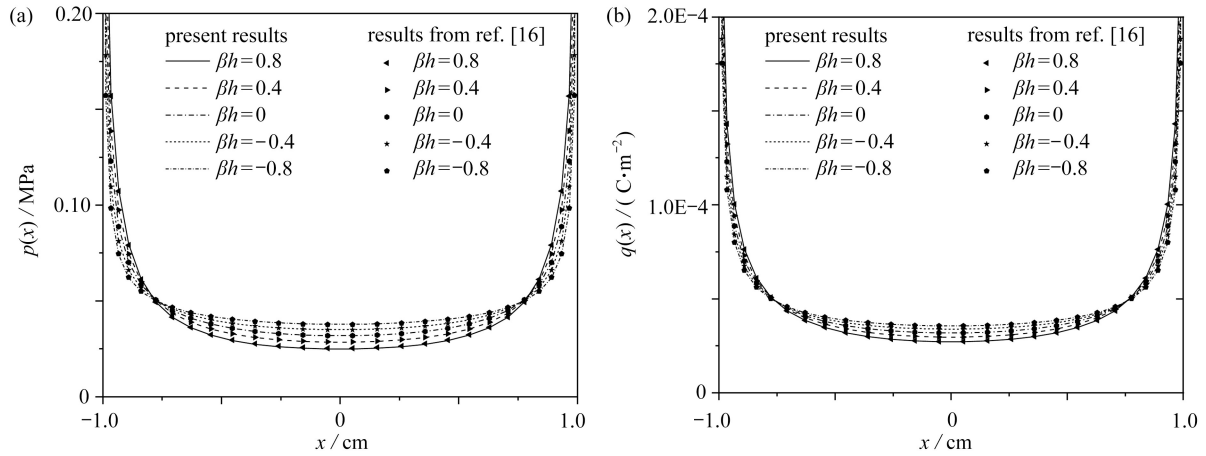 (a)
0.20
0.10
0
p(x) / MPa
present results
βh=0.8
βh=0.4
βh=0
βh=−0.4
βh=−0.8
results from ref. [16]
βh=0.8
βh=0.4
βh=0
βh=−0.4
βh=−0.8
−1.0
0
1.0
x / cm
(b)
2.0E−4
1.0E−4
0
q(x) / ( C·m⁻²)
present results
βh=0.8
βh=0.4
βh=0
βh=−0.4
βh=−0.8
results from ref. [16]
βh=0.8
βh=0.4
βh=0
βh=−0.4
βh=−0.8
−1.0
0
1.0
x / cm